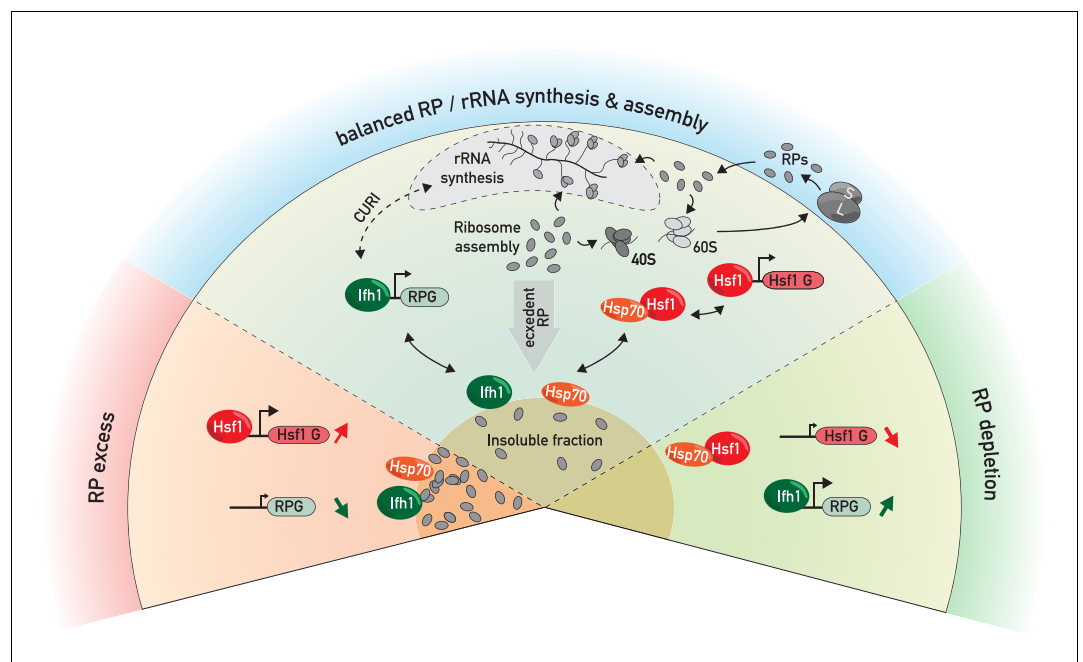 balanced RP / rRNA synthesis & assembly
rRNA
synthesis
RPs
S
L
CURI
Ribosome
assembly
40S
60S
Ifh1
RPG
Hsf1
Hsf1 G
Hsp70
Hsf1
ecxedent
RP
Ifh1
Hsp70
Insoluble fraction
RP excess
Hsf1
Hsf1 G
RPG
Hsp70
Ifh1
RP depletion
Hsp70
Hsf1
Hsf1 G
Ifh1
RPG